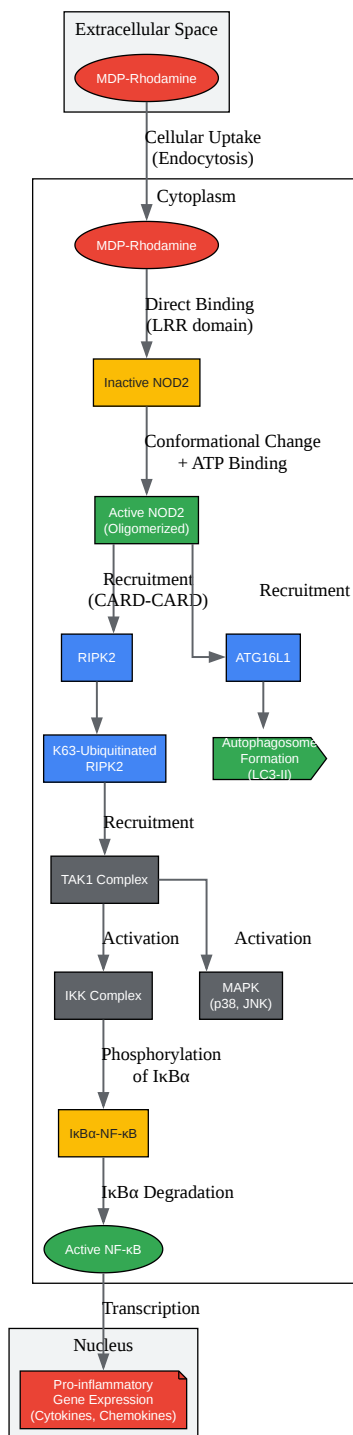 Extracellular Space
MDP-Rhodamine
Cellular Uptake
(Endocytosis)
Cytoplasm
MDP-Rhodamine
Direct Binding
(LRR domain)
Inactive NOD2
Conformational Change
+ ATP Binding
Active NOD2
(Oligomerized)
Recruitment
(CARD-CARD)
Recruitment
RIPK2
ATG16L1
K63-Ubiquitinated
RIPK2
Autophagosome
Formation
(LC3-II)
Recruitment
TAK1 Complex
Activation
Activation
IKK Complex
MAPK
(p38, JNK)
Phosphorylation
of IκBα
IκBα-NF-κB
IκBα Degradation
Active NF-κB
Transcription
Nucleus
Pro-inflammatory
Gene Expression
(Cytokines, Chemokines)